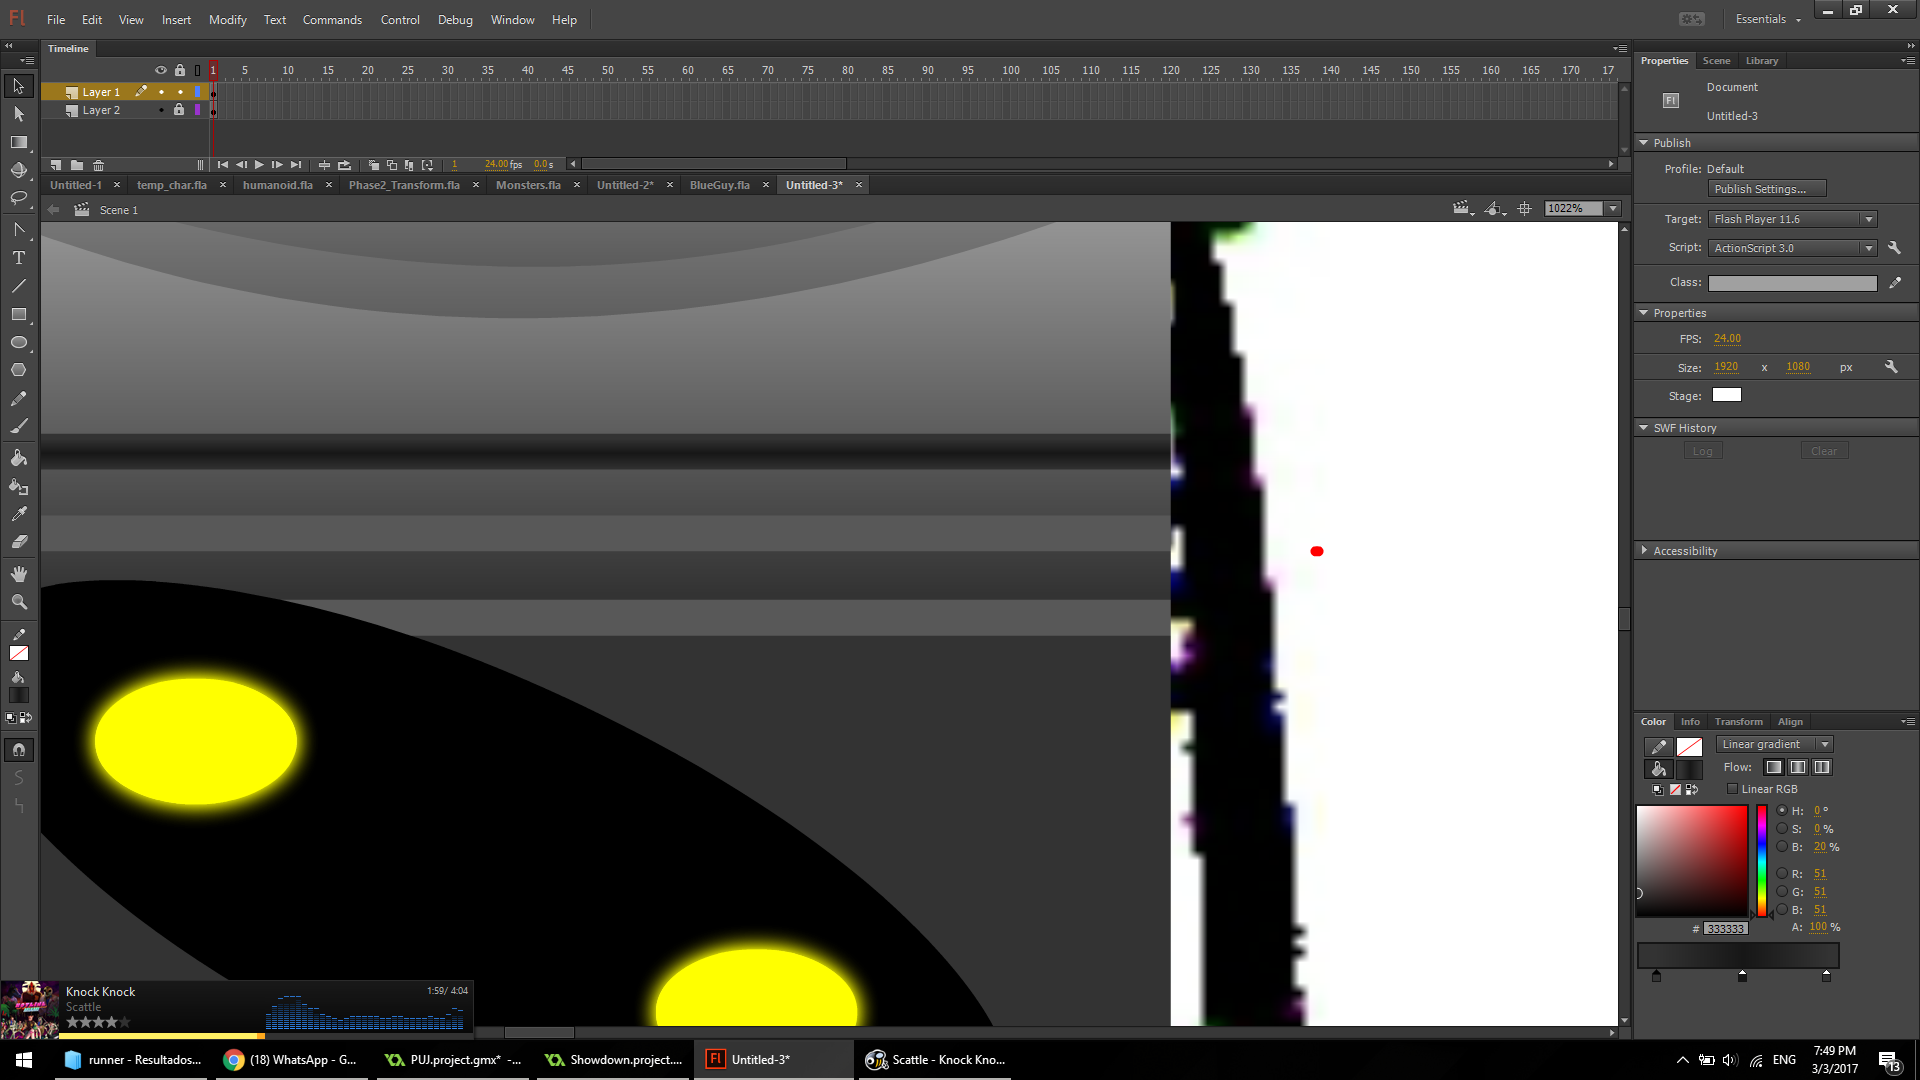 Fl File Edit View Insert Modify Text Commands Control Debug Window Help Essentials
Timeline
1 5 10 15 20 25 30 35 40 45 50 55 60 65 70 75 80 85 90 95 100 105 110 115 120 125 130 135 140 145 150 155 160 165 170 17
Layer 1
Layer 2
1 24.00 fps 0.0 s
Untitled-1 temp_char.fla humanoid.fla Phase2_Transform.fla Monsters.fla Untitled-2* BlueGuy.fla Untitled-3*
Scene 1 1022%
Properties Scene Library
Fl Document
Untitled-3
Publish
Profile: Default
Publish Settings...
Target: Flash Player 11.6
Script: ActionScript 3.0
Class:
Properties
FPS: 24.00
Size: 1920 x 1080 px
Stage:
SWF History
Log Clear
Accessibility
Color Info Transform Align
Linear gradient
Flow:
Linear RGB
H: 0 °
S: 0 %
B: 20 %
R: 51
G: 51
B: 51
# 333333 A: 100 %
Knock Knock 1:59/ 4:04
Scattle
runner - Resultados... (18) WhatsApp - G... PUJ.project.gmx* -... Showdown.project.... Fl Untitled-3* Scattle - Knock Kno... ENG
7:49 PM
3/3/2017
13